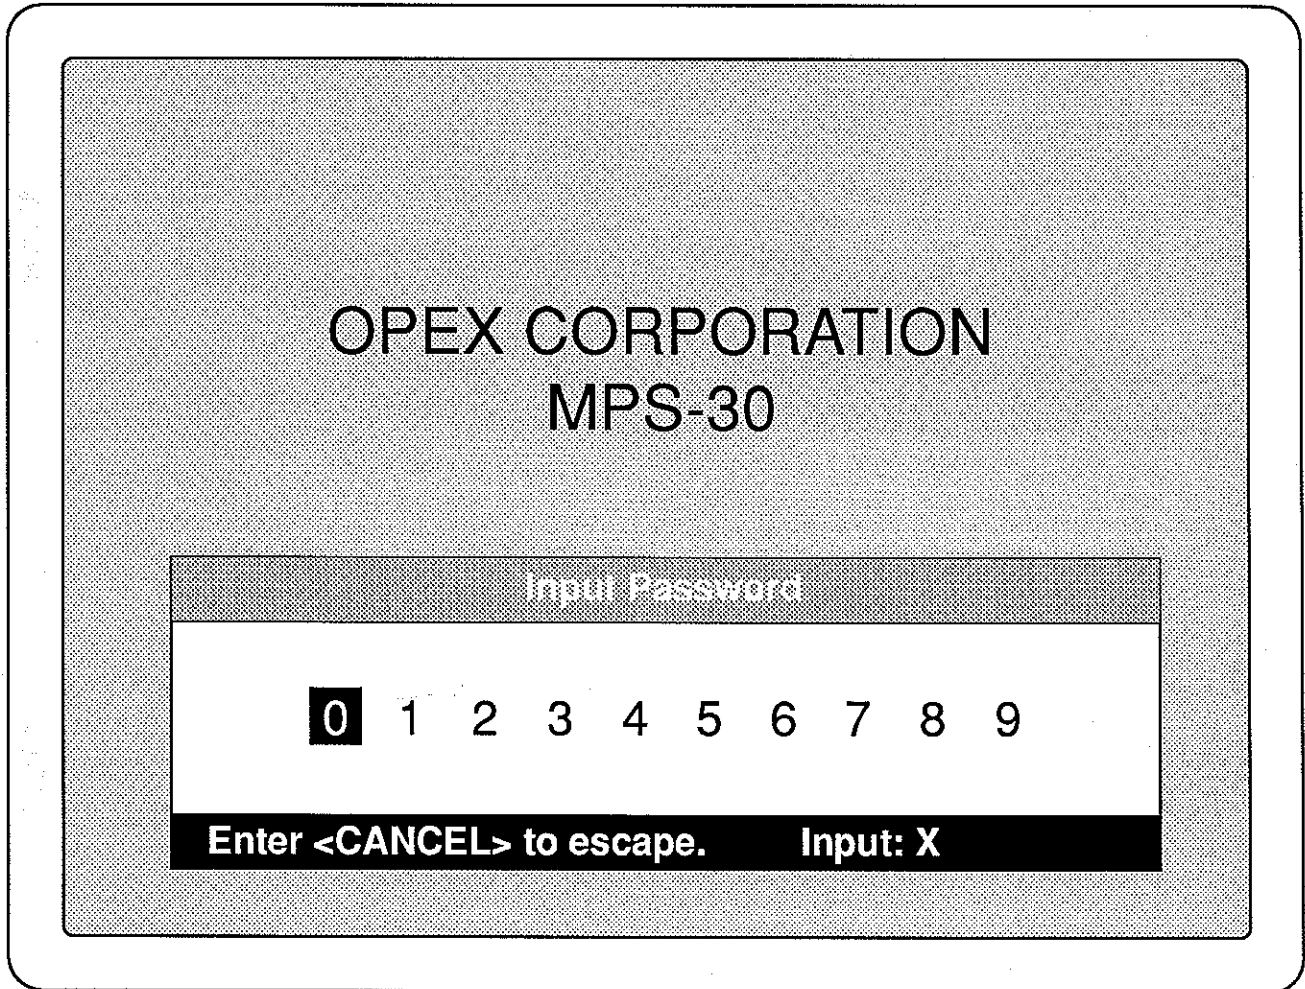 OPEX CORPORATION
MPS-30
Input Password
0 1 2 3 4 5 6 7 8 9
Enter <CANCEL> to escape. Input: X